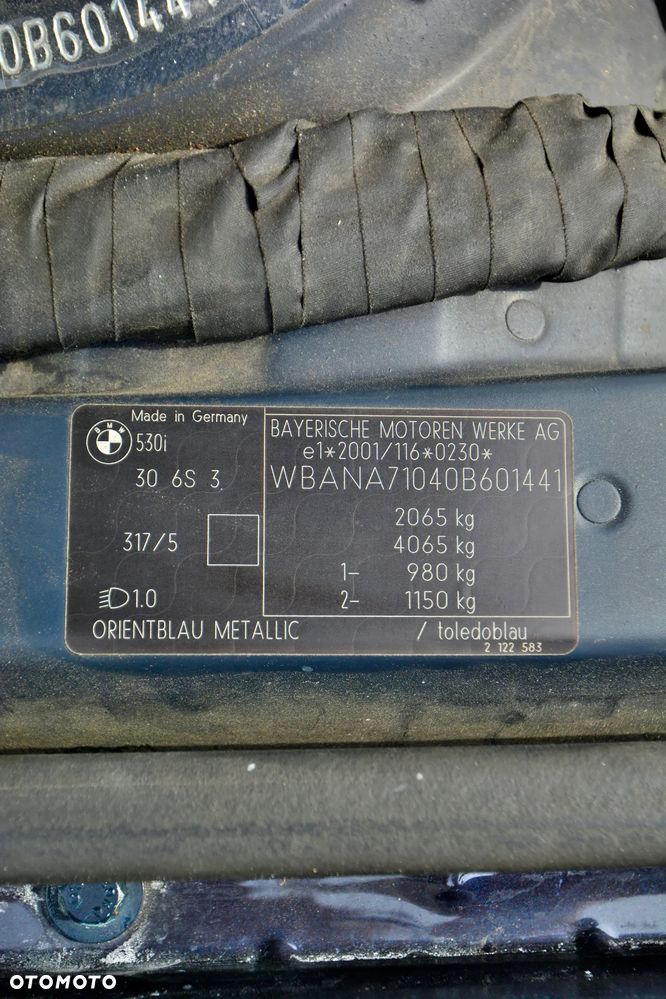 0B60144
Made in Germany
BMW
530i
30 6S 3
317/5
1.0
BAYERISCHE MOTOREN WERKE AG
e1*2001/116*0230*
WBANA71040B601441
2065 kg
4065 kg
1- 980 kg
2- 1150 kg
ORIENTBLAU METALLIC / toledoblau
2 122 583
OTOMOTO